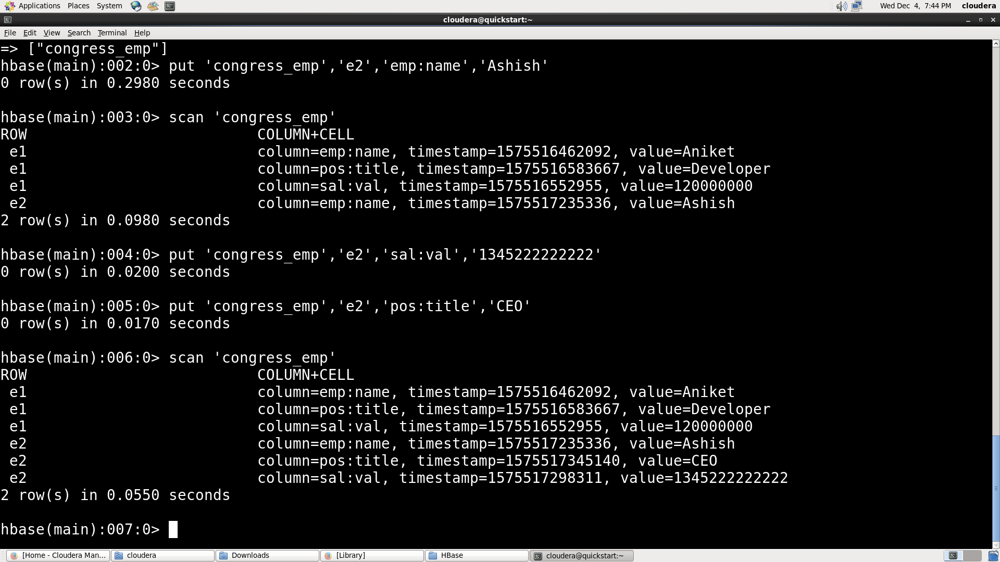 Applications Places System Wed Dec 4, 7:44 PM cloudera
cloudera@quickstart:~
File Edit View Search Terminal Help
=> ["congress_emp"]
hbase(main):002:0> put 'congress_emp','e2','emp:name','Ashish'
0 row(s) in 0.2980 seconds
hbase(main):003:0> scan 'congress_emp'
ROW COLUMN+CELL
e1 column=emp:name, timestamp=1575516462092, value=Aniket
e1 column=pos:title, timestamp=1575516583667, value=Developer
e1 column=sal:val, timestamp=1575516552955, value=120000000
e2 column=emp:name, timestamp=1575517235336, value=Ashish
2 row(s) in 0.0980 seconds
hbase(main):004:0> put 'congress_emp','e2','sal:val','1345222222222'
0 row(s) in 0.0200 seconds
hbase(main):005:0> put 'congress_emp','e2','pos:title','CEO'
0 row(s) in 0.0170 seconds
hbase(main):006:0> scan 'congress_emp'
ROW COLUMN+CELL
e1 column=emp:name, timestamp=1575516462092, value=Aniket
e1 column=pos:title, timestamp=1575516583667, value=Developer
e1 column=sal:val, timestamp=1575516552955, value=120000000
e2 column=emp:name, timestamp=1575517235336, value=Ashish
e2 column=pos:title, timestamp=1575517345140, value=CEO
e2 column=sal:val, timestamp=1575517298311, value=1345222222222
2 row(s) in 0.0550 seconds
hbase(main):007:0>
[Home - Cloudera Man... cloudera Downloads [Library] HBase cloudera@quickstart:~